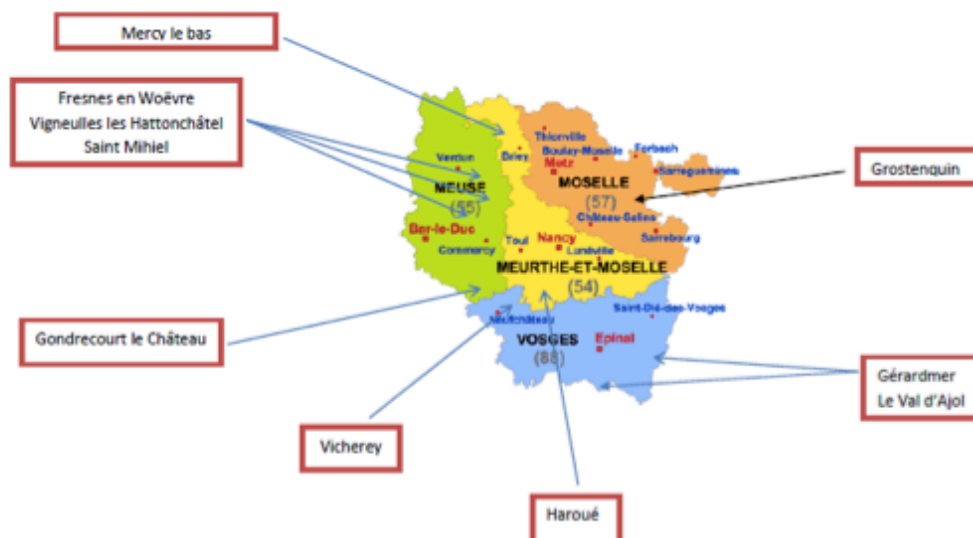 Mercy le bas
Fresnes en Woëvre
Vigneulles les Hattonchâtel
Saint Mihiel
Thionville
Boulay-Moselle
Forbach
Verdun
Briey
Metz
Sarreguemines
Grostenquin
MEUSE
(55)
MOSELLE
(57)
Château-Salins
Bar-le-Duc
Commercy
Toul
Nancy
Lunéville
Sarrebourg
MEURTHE-ET-MOSELLE
(54)
Neufchâteau
Saint-Dié-des-Vosges
Gondrecourt le Château
VOSGES
(88)
Epinal
Gérardmer
Le Val d'Ajol
Vicherey
Haroué